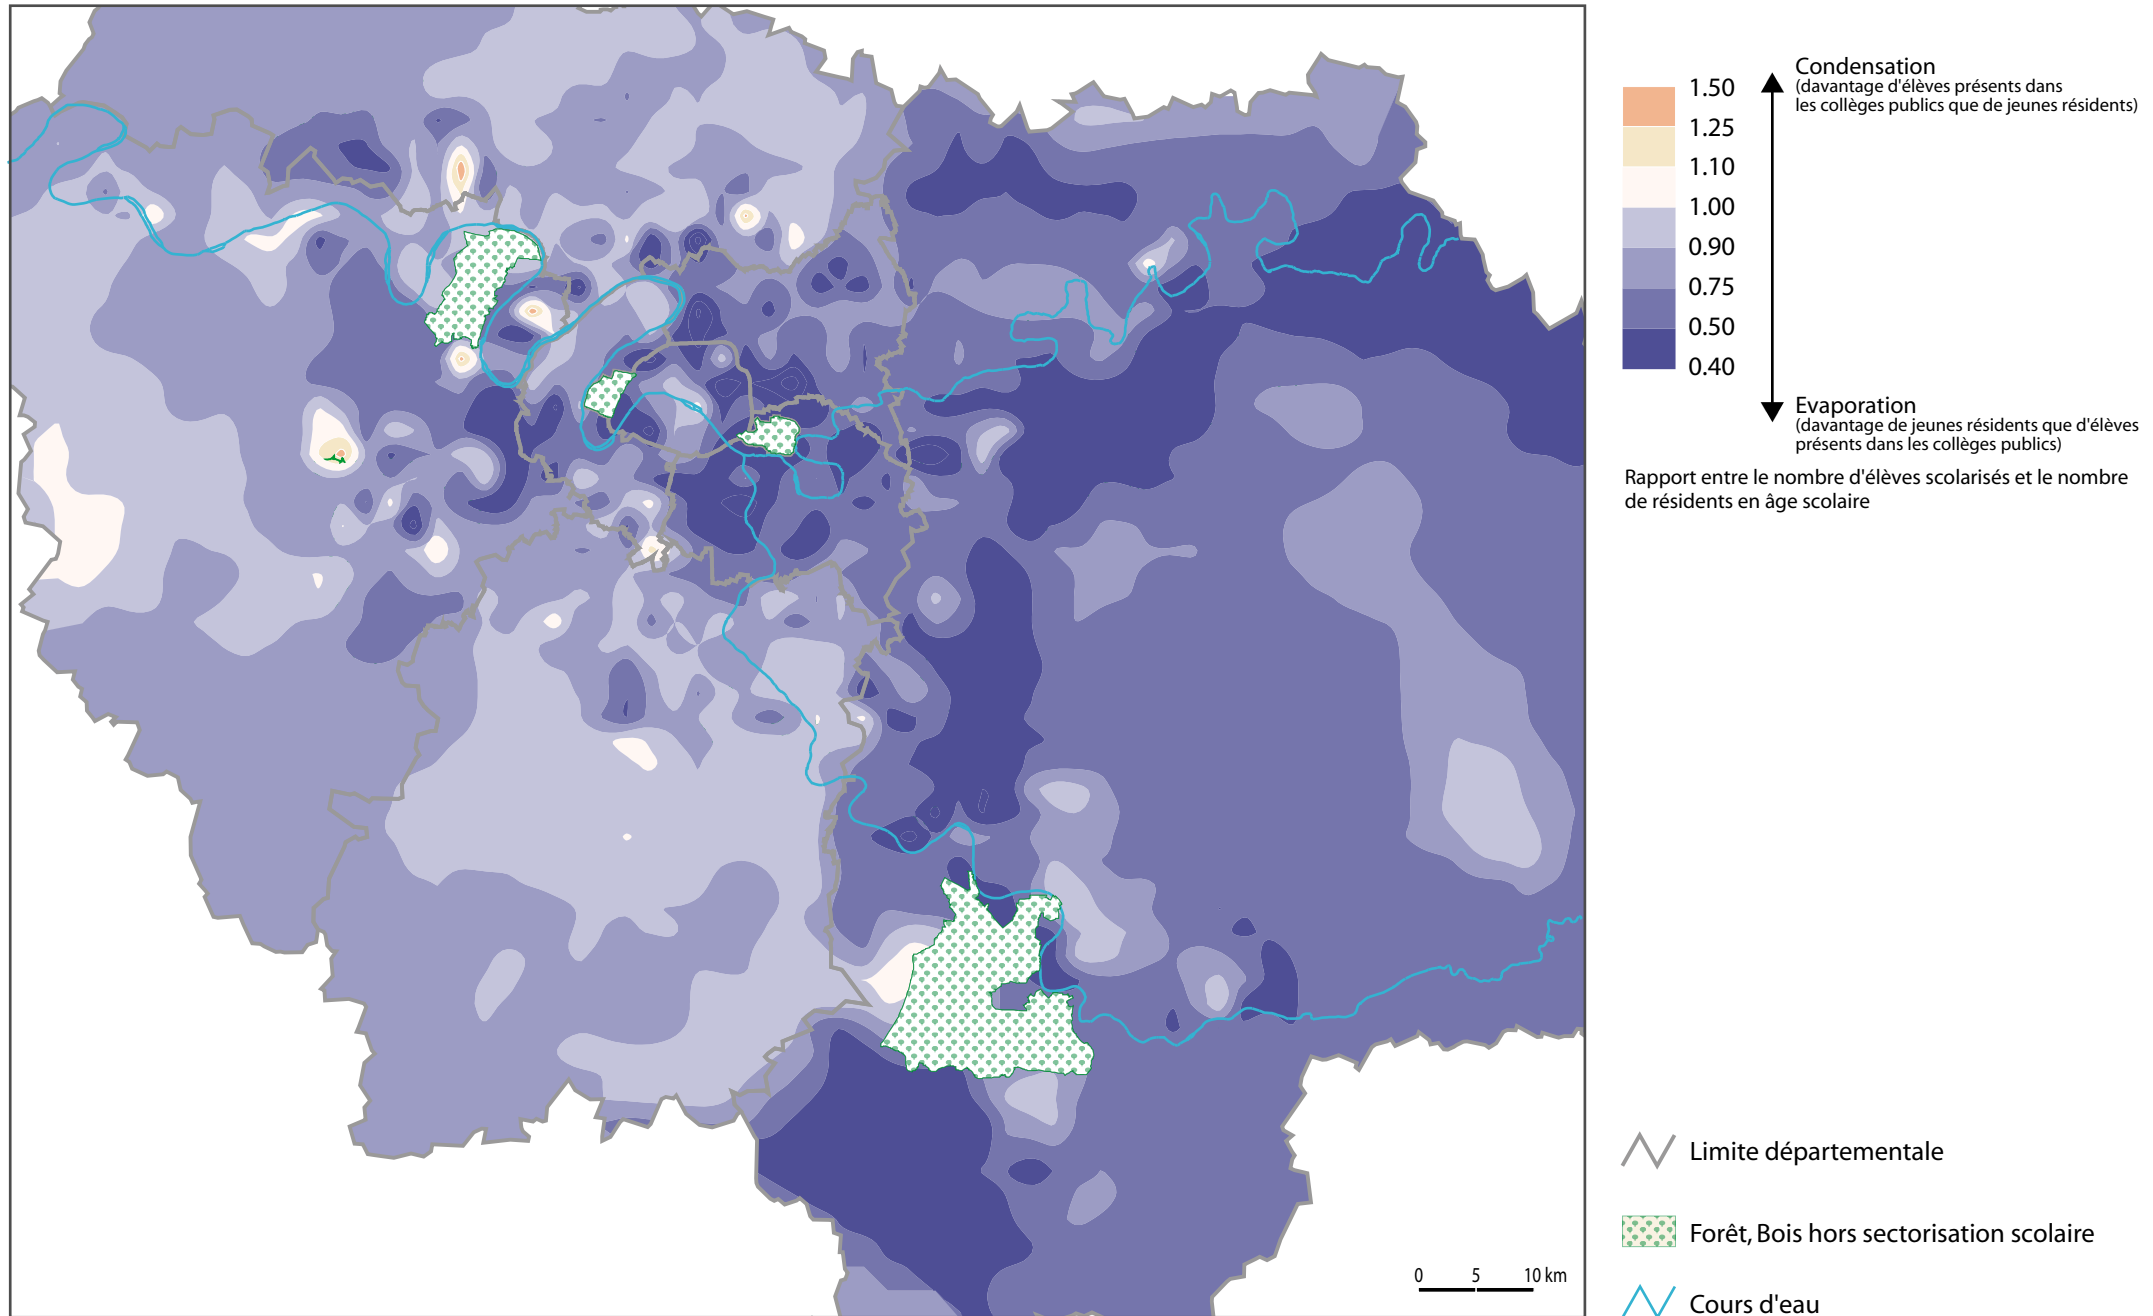 1.50
1.25
1.10
1.00
0.90
0.75
0.50
0.40
Condensation
(davantage d'élèves présents dans
les collèges publics que de jeunes résidents)
Evaporation
(davantage de jeunes résidents que d'élèves
présents dans les collèges publics)
Rapport entre le nombre d'élèves scolarisés et le nombre
de résidents en âge scolaire
Limite départementale
Forêt, Bois hors sectorisation scolaire
Cours d'eau
0 5 10 km